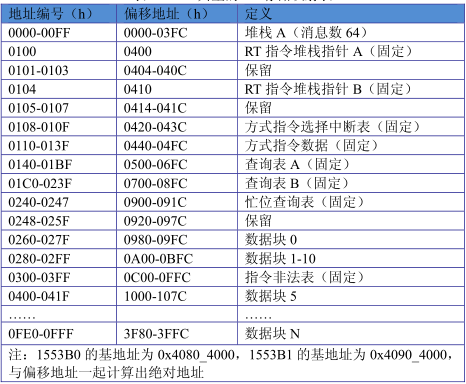 地址编号（h） 偏移地址（h） 定义
0000-00FF 0000-03FC 堆栈 A（消息数 64）
0100 0400 RT 指令堆栈指针 A（固定）
0101-0103 0404-040C 保留
0104 0410 RT 指令堆栈指针 B（固定）
0105-0107 0414-041C 保留
0108-010F 0420-043C 方式指令选择中断表（固定）
0110-013F 0440-04FC 方式指令数据（固定）
0140-01BF 0500-06FC 查询表 A（固定）
01C0-023F 0700-08FC 查询表 B（固定）
0240-0247 0900-091C 忙位查询表（固定）
0248-025F 0920-097C 保留
0260-027F 0980-09FC 数据块 0
0280-02FF 0A00-0BFC 数据块 1-10
0300-03FF 0C00-0FFC 指令非法表（固定）
0400-041F 1000-107C 数据块 5
…… ……
0FE0-0FFF 3F80-3FFC 数据块 N
注：1553B0 的基地址为 0x4080_4000，1553B1 的基地址为 0x4090_4000，
与偏移地址一起计算出绝对地址